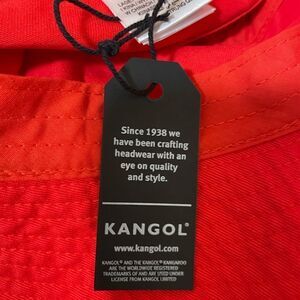 Since 1938 we
have been crafting
headwear with an
eye on quality
and style.
KANGOL®
www.kangol.com
KANGOL® AND THE KANGOL® KANGAROO
ARE THE WORLDWIDE REGISTERED
TRADEMARKS OF AND ARE USED UNDER
LICENSE FROM KANGOL LIMITED